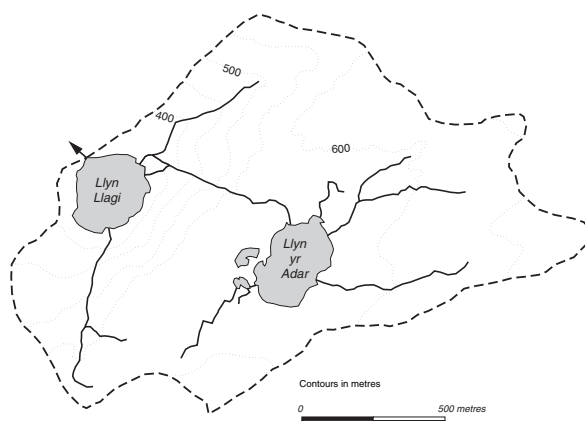 500
400
600
Llyn
Llagi
Llyn
yr
Adar
Contours in metres
0 500 metres